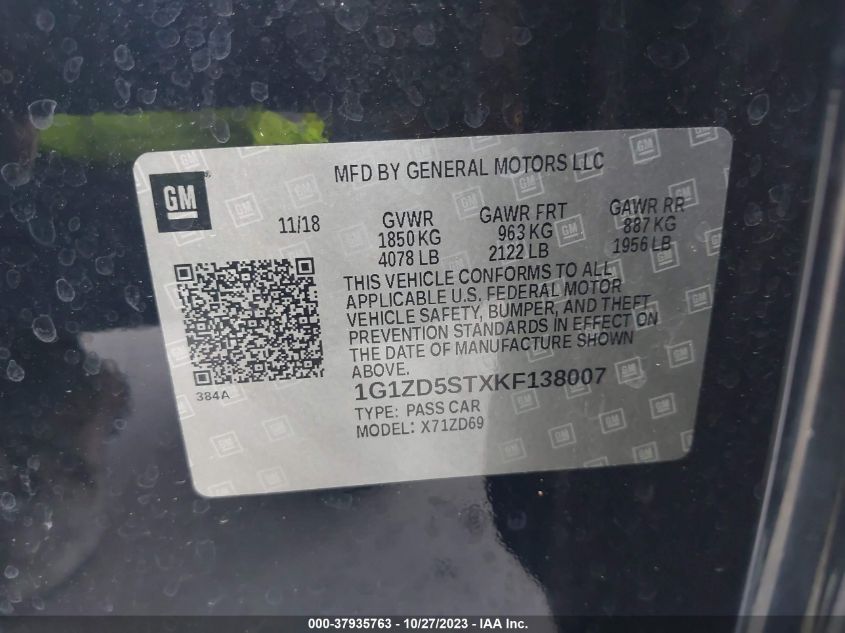 MFD BY GENERAL MOTORS LLC
GM
11/18
GVWR GAWR FRT GAWR RR
1850 KG 963 KG 887 KG
4078 LB 2122 LB 1956 LB
THIS VEHICLE CONFORMS TO ALL
APPLICABLE U.S. FEDERAL MOTOR
VEHICLE SAFETY, BUMPER, AND THEFT
PREVENTION STANDARDS IN EFFECT ON
THE DATE OF MANUFACTURE SHOWN
ABOVE.
384A
1G1ZD5STXKF138007
TYPE: PASS CAR
MODEL: X71ZD69
000-37935763 - 10/27/2023 - IAA Inc.